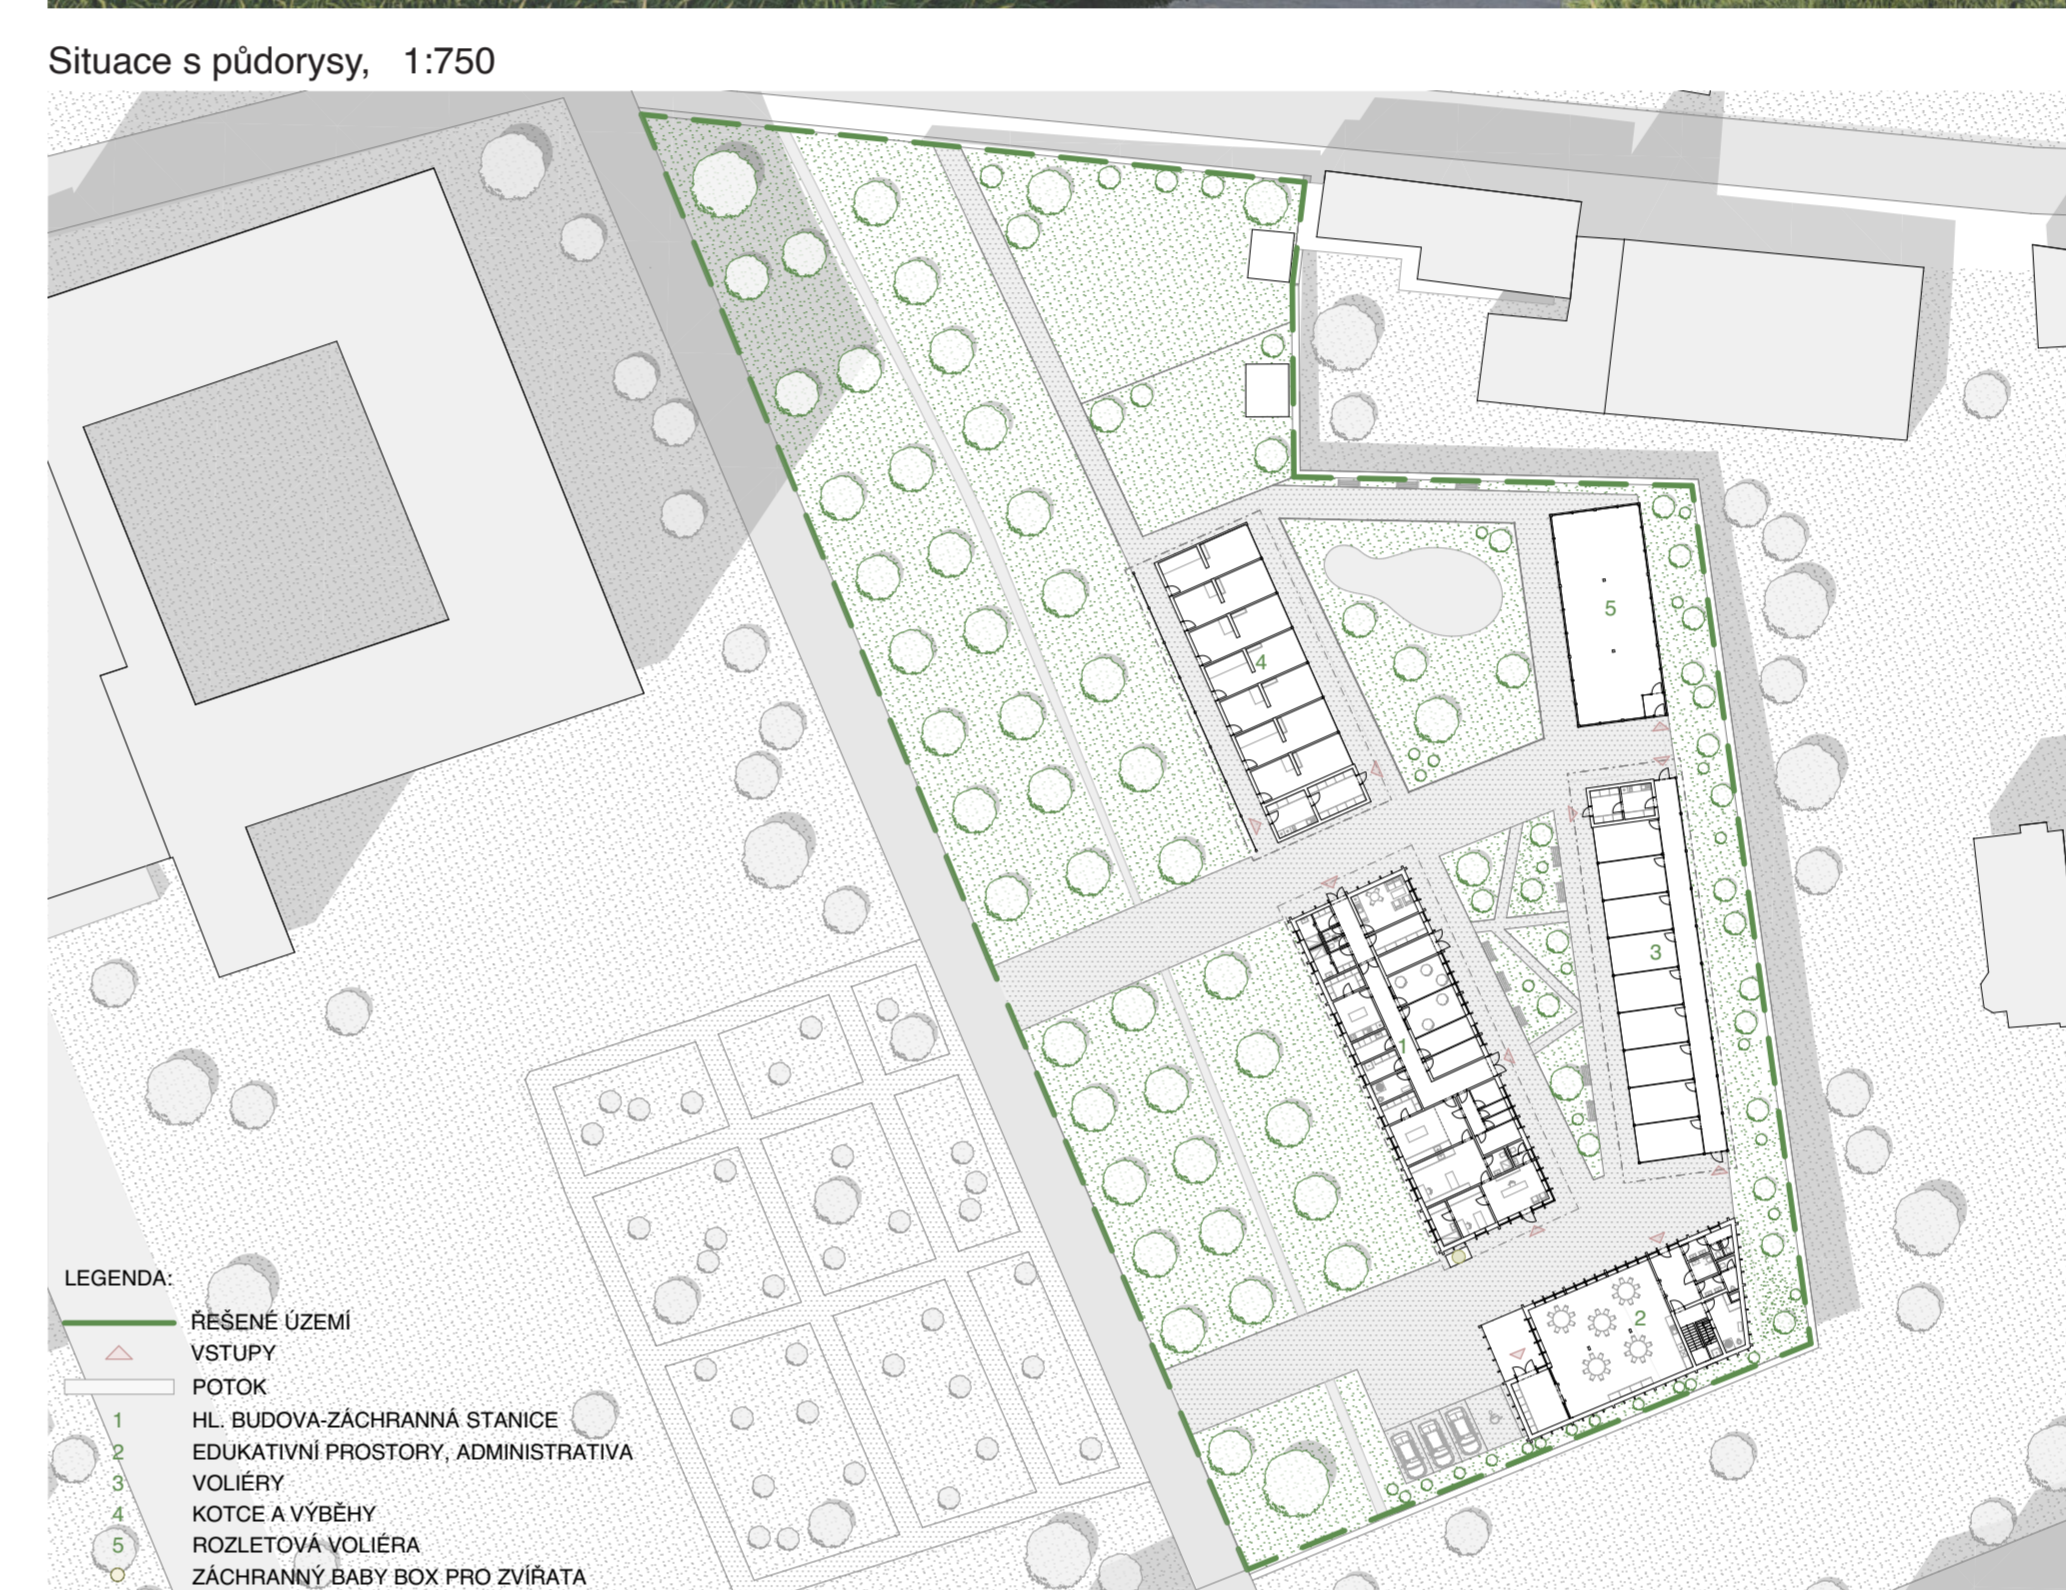 Situace s půdorysy, 1:750
5
4
3
1
2
LEGENDA:
ŘEŠENÉ ÚZEMÍ
VSTUPY
POTOK
1 HL. BUDOVA-ZÁCHRANNÁ STANICE
2 EDUKATIVNÍ PROSTORY, ADMINISTRATIVA
3 VOLIÉRY
4 KOTCE A VÝBĚHY
5 ROZLETOVÁ VOLIÉRA
ZÁCHRANNÝ BABY BOX PRO ZVÍŘATA